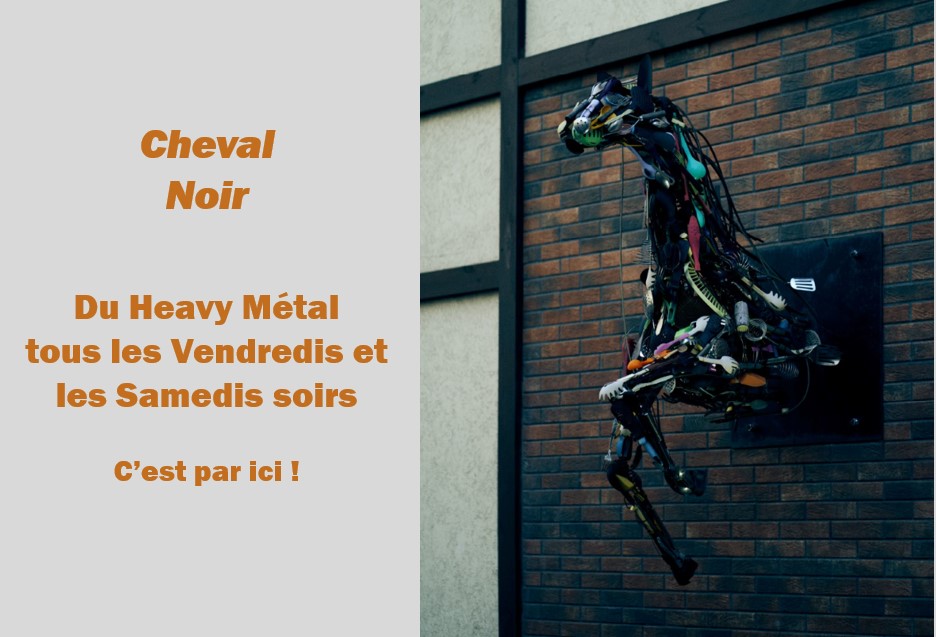 Cheval
Noir
Du Heavy Métal
tous les Vendredis et
les Samedis soirs
C’est par ici !